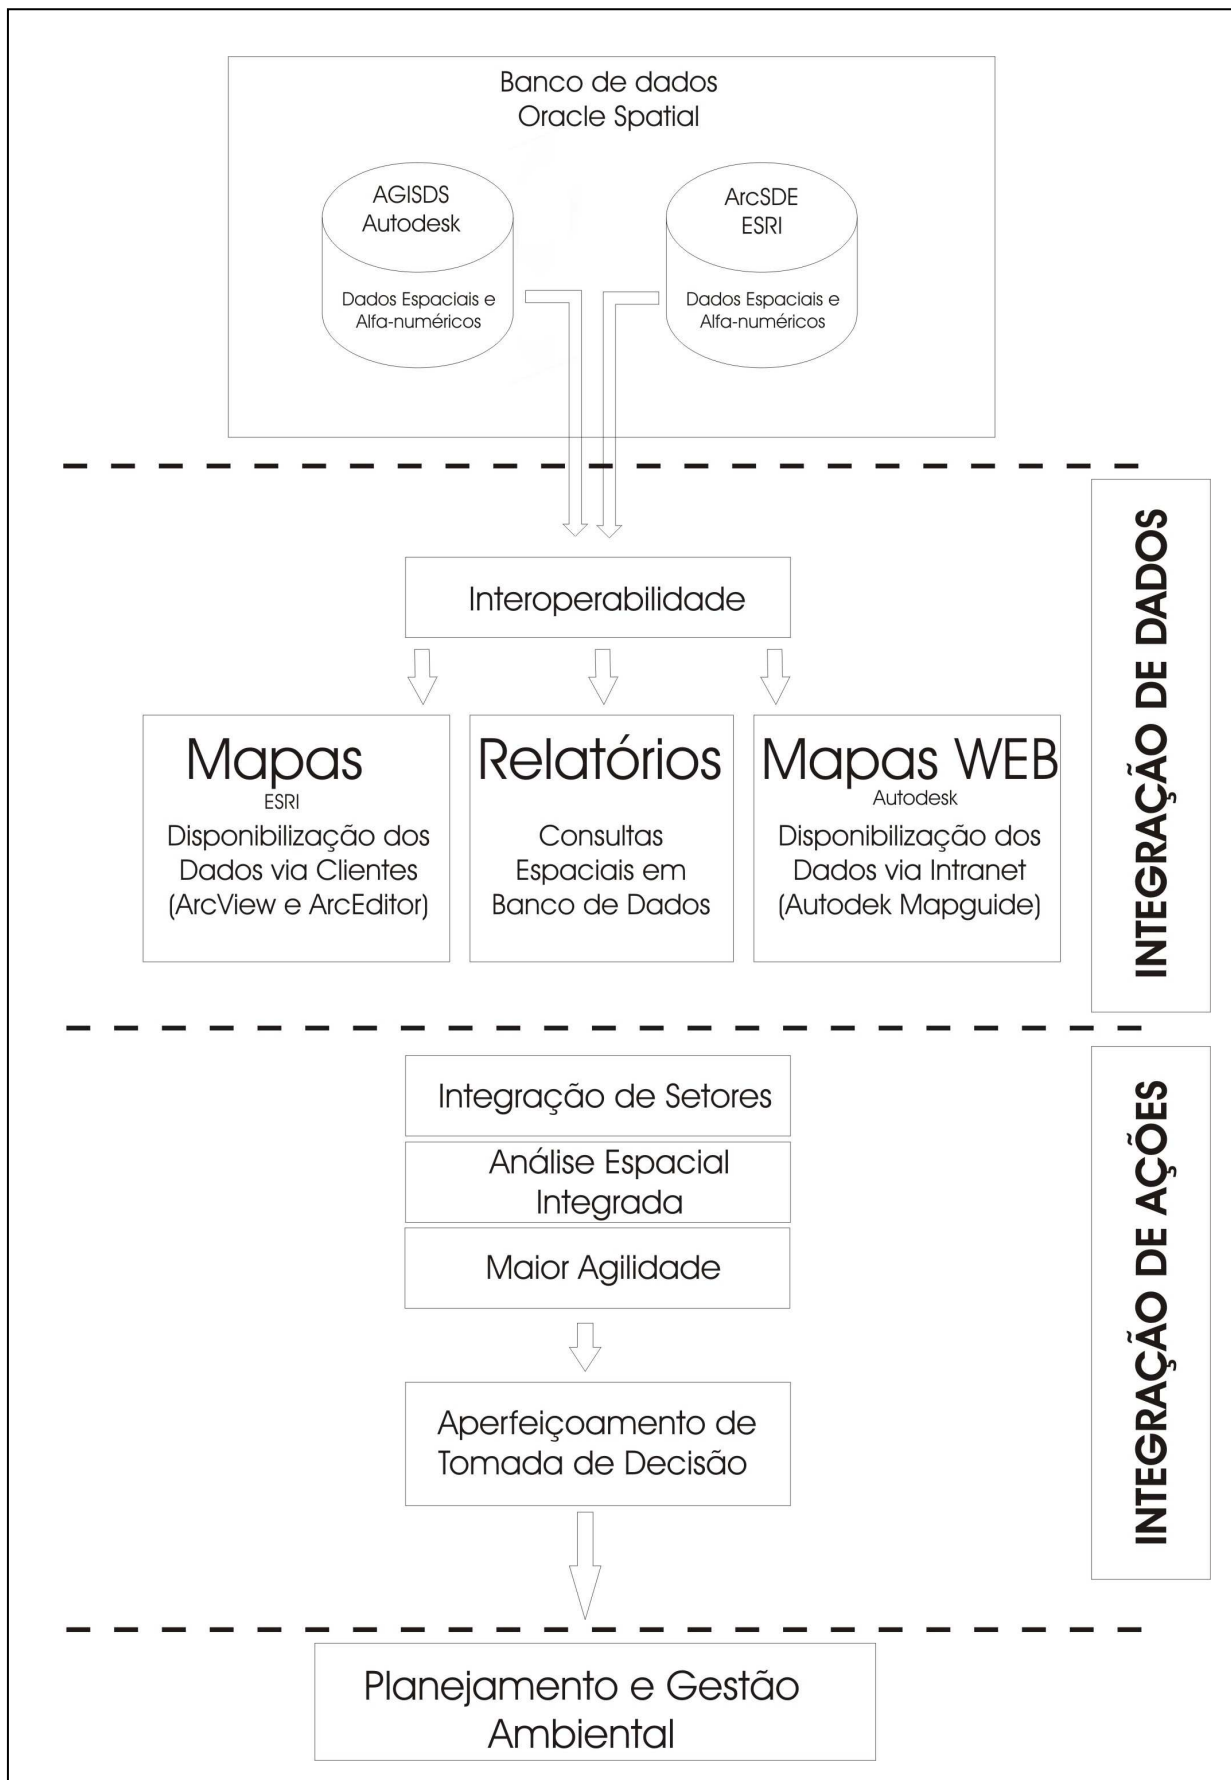 Banco de dados
Oracle Spatial
AGISDS
Autodesk
Dados Espaciais e
Alfa-numéricos
ArcSDE
ESRI
Dados Espaciais e
Alfa-numéricos
Interoperabilidade
Mapas
ESRI
Disponibilização dos
Dados via Clientes
(ArcView e ArcEditor)
Relatórios
Consultas
Espaciais em
Banco de Dados
Mapas WEB
Autodesk
Disponibilização dos
Dados via Intranet
(Autodek Mapguide)
INTEGRAÇÃO DE DADOS
Integração de Setores
Análise Espacial
Integrada
Maior Agilidade
Aperfeiçoamento de
Tomada de Decisão
INTEGRAÇÃO DE AÇÕES
Planejamento e Gestão
Ambiental